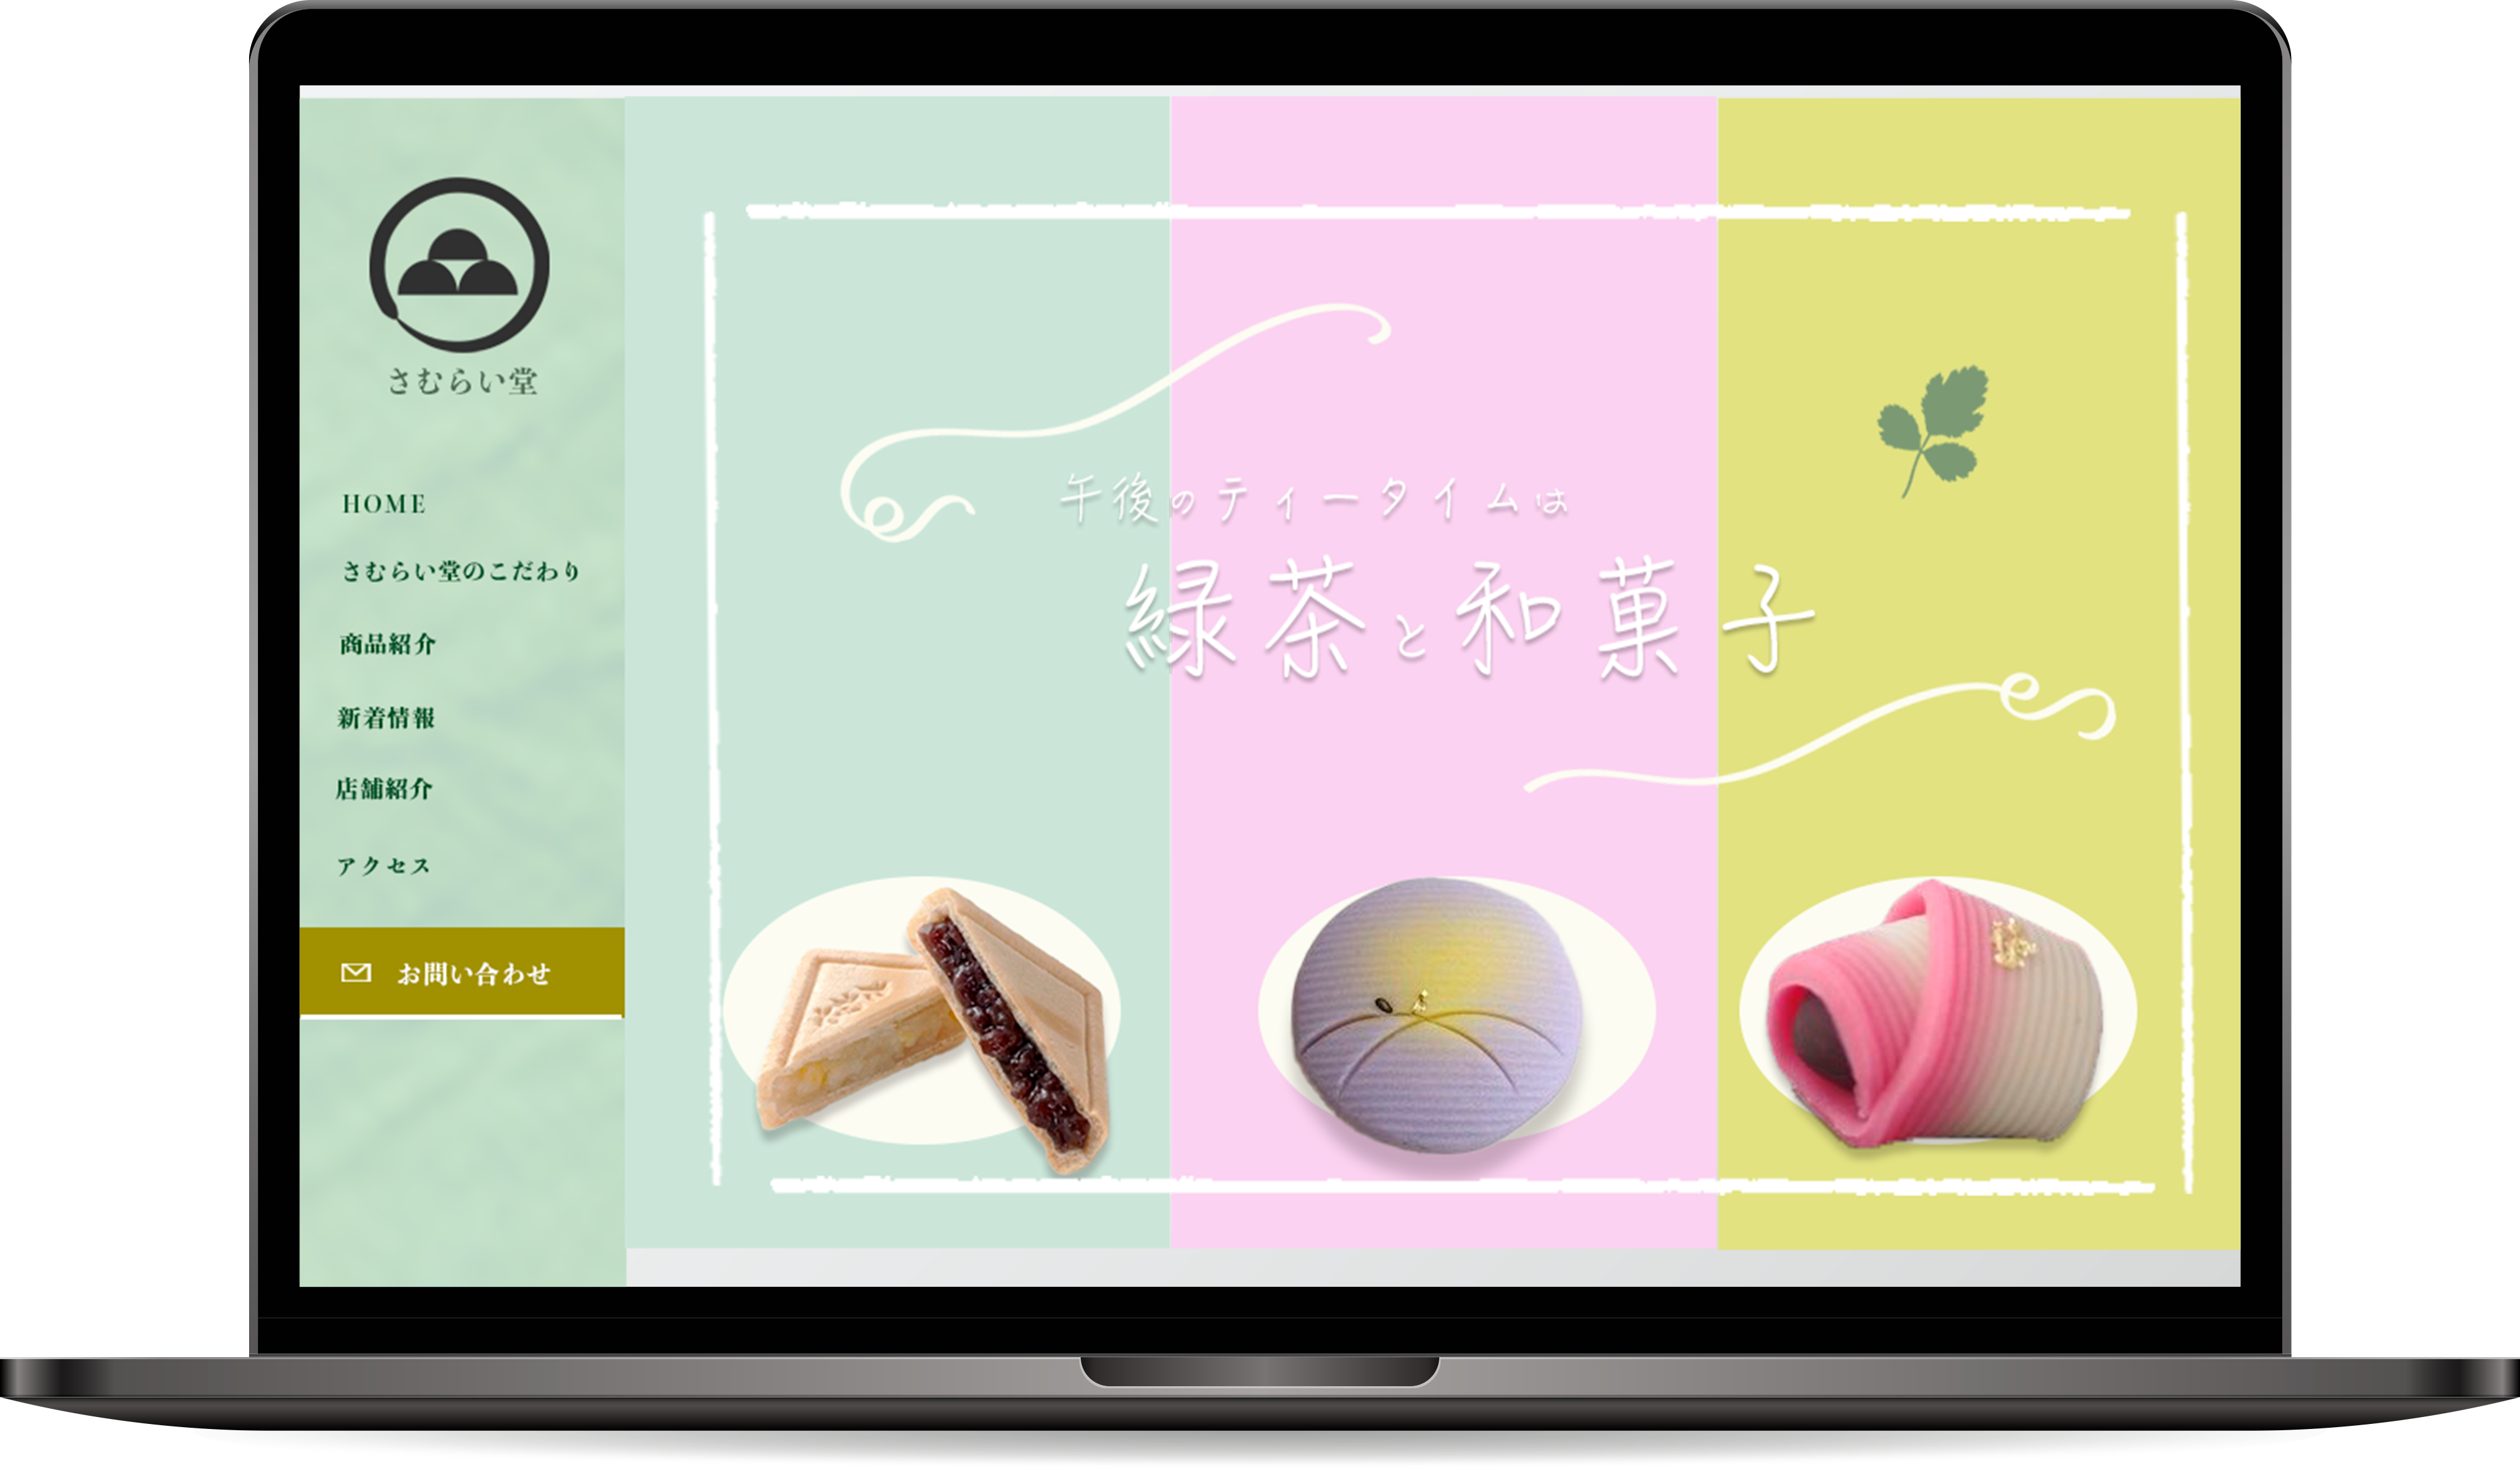 さむらい堂
HOME
さむらい堂のこだわり
商品紹介
新着情報
店舗紹介
アクセス
お問い合わせ
午後のティータイムは
緑茶と和菓子